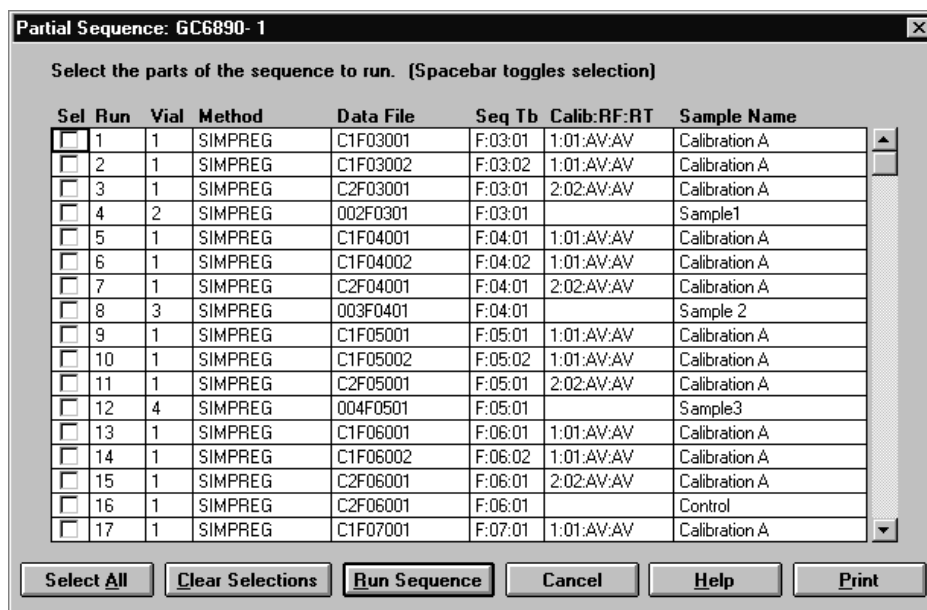 Partial Sequence: GC6890- 1
Select the parts of the sequence to run. (Spacebar toggles selection)
Sel Run Vial Method Data File Seq Tb Calib:RF:RT Sample Name
1 1 SIMPREG C1F03001 F:03:01 1:01:AV:AV Calibration A
2 1 SIMPREG C1F03002 F:03:02 1:01:AV:AV Calibration A
3 1 SIMPREG C2F03001 F:03:01 2:02:AV:AV Calibration A
4 2 SIMPREG 002F0301 F:03:01 Sample1
5 1 SIMPREG C1F04001 F:04:01 1:01:AV:AV Calibration A
6 1 SIMPREG C1F04002 F:04:02 1:01:AV:AV Calibration A
7 1 SIMPREG C2F04001 F:04:01 2:02:AV:AV Calibration A
8 3 SIMPREG 003F0401 F:04:01 Sample 2
9 1 SIMPREG C1F05001 F:05:01 1:01:AV:AV Calibration A
10 1 SIMPREG C1F05002 F:05:02 1:01:AV:AV Calibration A
11 1 SIMPREG C2F05001 F:05:01 2:02:AV:AV Calibration A
12 4 SIMPREG 004F0501 F:05:01 Sample3
13 1 SIMPREG C1F06001 F:06:01 1:01:AV:AV Calibration A
14 1 SIMPREG C1F06002 F:06:02 1:01:AV:AV Calibration A
15 1 SIMPREG C2F06001 F:06:01 2:02:AV:AV Calibration A
16 1 SIMPREG C2F06001 F:06:01 Control
17 1 SIMPREG C1F07001 F:07:01 1:01:AV:AV Calibration A
Select All Clear Selections Run Sequence Cancel Help Print